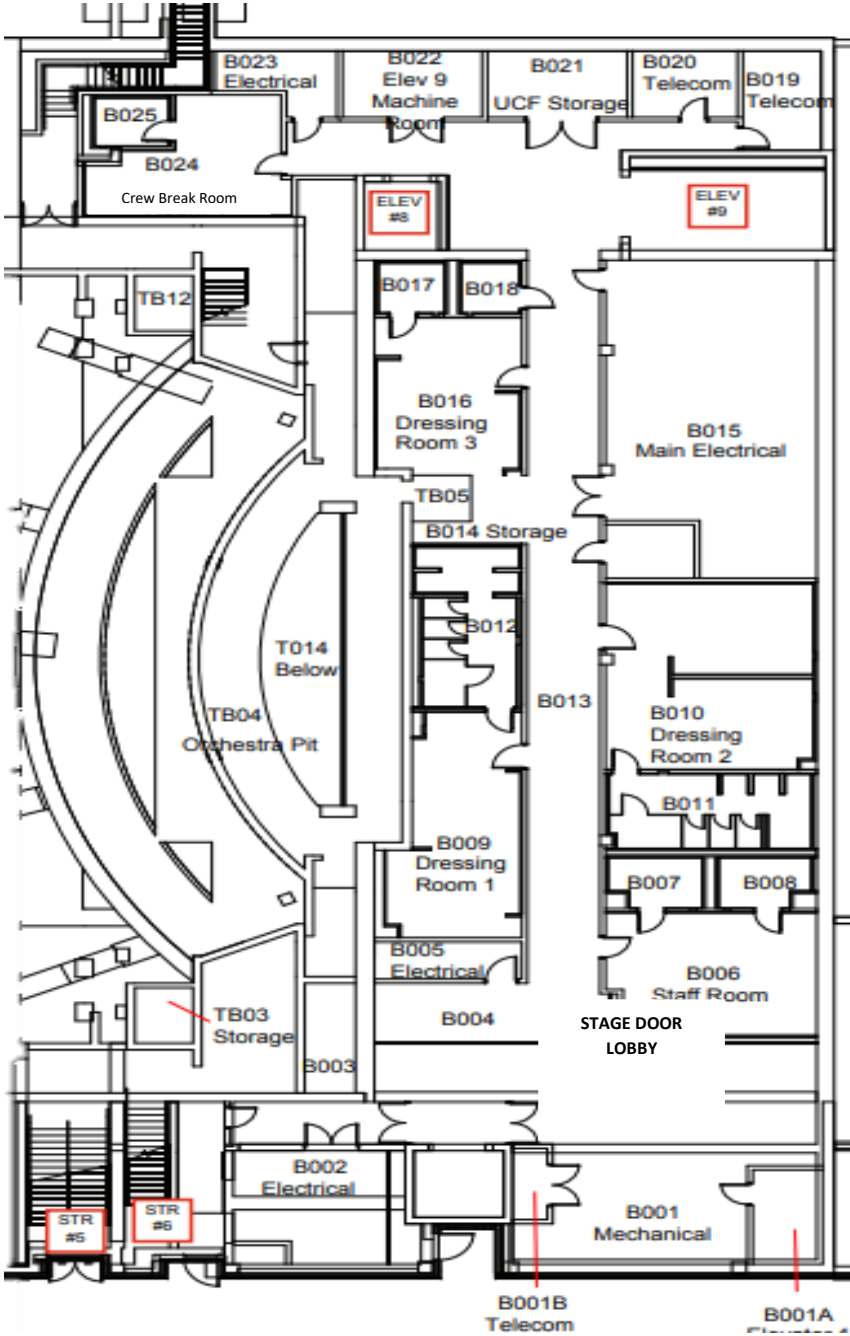 B023
Electrical
B022
Elev 9
Machine
Room
B021
UCF Storage
B020
Telecom
B019
Telecom
B025
B024
Crew Break Room
ELEV
#8
ELEV
#9
TB12
B017
B018
B016
Dressing
Room 3
B015
Main Electrical
TB05
B014 Storage
B012
T014
Below
TB04
Orchestra Pit
B013
B010
Dressing
Room 2
B011
B009
Dressing
Room 1
B007
B008
B005
Electrical
B006
Staff Room
TB03
Storage
B004
STAGE DOOR
LOBBY
B003
B002
Electrical
STR
#5
STR
#6
B001
Mechanical
B001B
Telecom
B001A